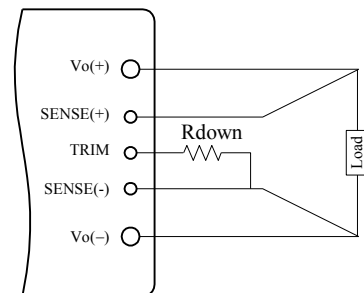 Vo(+)
SENSE(+)
Rdown
TRIM
SENSE(-)
Load
Vo(−)